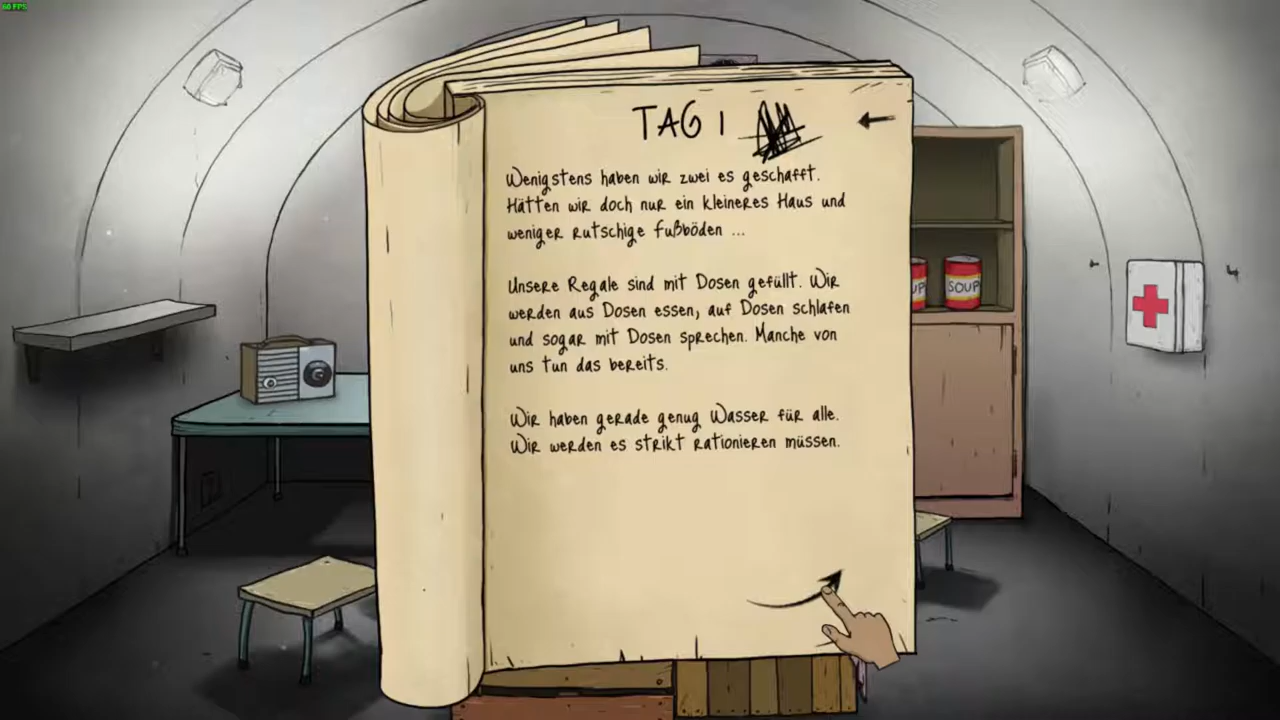 60 FPS
TAG 1
Wenigstens haben wir zwei es geschafft.
Hätten wir doch nur ein kleineres Haus und
weniger rutschige Fußböden ...
Unsere Regale sind mit Dosen gefüllt. Wir
werden aus Dosen essen, auf Dosen schlafen
und sogar mit Dosen sprechen. Manche von
uns tun das bereits.
Wir haben gerade genug Wasser für alle.
Wir werden es strikt rationieren müssen.
UP
SOUP